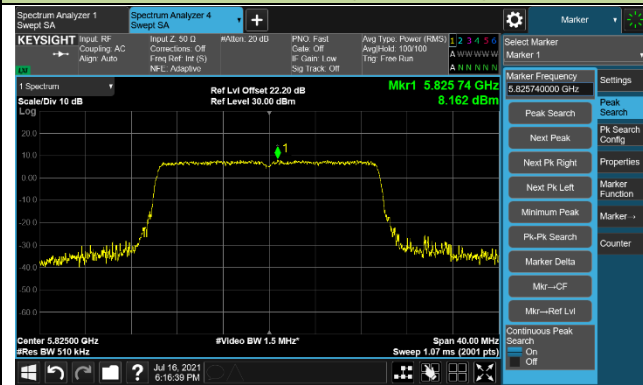 Spectrum Analyzer 1
Swept SA
Spectrum Analyzer 4
Swept SA
+
Marker
KEYSIGHT
Input: RF
Coupling: AC
Align: Auto
Input Z: 50 Ω
Corrections: Off
Freq Ref: Int (S)
NFE: Adaptive
#Atten: 20 dB
PNO: Fast
Gate: Off
IF Gain: Low
Sig Track: Off
Avg Type: Power (RMS)
Avg|Hold: 100/100
Trig: Free Run
1 2 3 4 5 6
A W W W W W
A N N N N N
LXI
Select Marker
Marker 1
1 Spectrum
Scale/Div 10 dB
Log
Ref Lvl Offset 22.20 dB
Ref Level 30.00 dBm
Mkr1 5.825 74 GHz
8.162 dBm
1
20.0
10.0
0.00
-10.0
-20.0
-30.0
-40.0
-50.0
-60.0
Center 5.82500 GHz
#Res BW 510 kHz
#Video BW 1.5 MHz*
Span 40.00 MHz
Sweep 1.07 ms (2001 pts)
Marker Frequency
5.825740000 GHz
Peak Search
Next Peak
Next Pk Right
Next Pk Left
Minimum Peak
Pk-Pk Search
Marker Delta
Mkr→CF
Mkr→Ref Lvl
Continuous Peak
Search
On
Off
Settings
Peak
Search
Pk Search
Config
Properties
Marker
Function
Marker→
Counter
?
Jul 16, 2021
6:16:39 PM